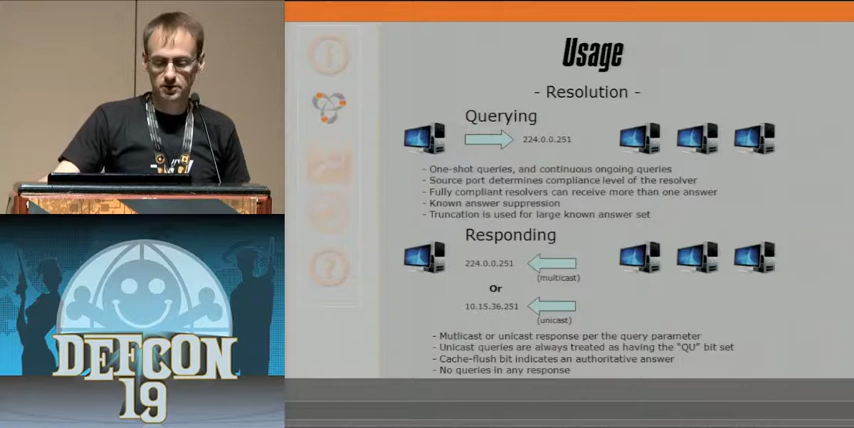 Usage
- Resolution -
Querying
224.0.0.251
- One-shot queries, and continuous ongoing queries
- Source port determines compliance level of the resolver
- Fully compliant resolvers can receive more than one answer
- Known answer suppression
- Truncation is used for large known answer set
Responding
224.0.0.251
(multicast)
Or
10.15.36.251
(unicast)
- Mutlicast or unicast response per the query parameter
- Unicast queries are always treated as having the "QU" bit set
- Cache-flush bit indicates an authoritative answer
- No queries in any response
DEFCON
19